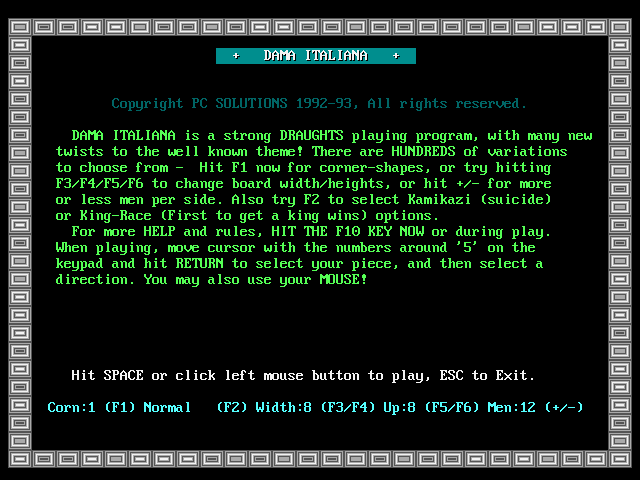 + DAMA ITALIANA +
Copyright PC SOLUTIONS 1992-93, All rights reserved.
DAMA ITALIANA is a strong DRAUGHTS playing program, with many new
twists to the well known theme! There are HUNDREDS of variations
to choose from - Hit F1 now for corner-shapes, or try hitting
F3/F4/F5/F6 to change board width/heights, or hit +/- for more
or less men per side. Also try F2 to select Kamikazi (suicide)
or King-Race (First to get a king wins) options.
For more HELP and rules, HIT THE F10 KEY NOW or during play.
When playing, move cursor with the numbers around '5' on the
keypad and hit RETURN to select your piece, and then select a
direction. You may also use your MOUSE!
Hit SPACE or click left mouse button to play, ESC to Exit.
Corn:1 (F1) Normal (F2) Width:8 (F3/F4) Up:8 (F5/F6) Men:12 (+/-)